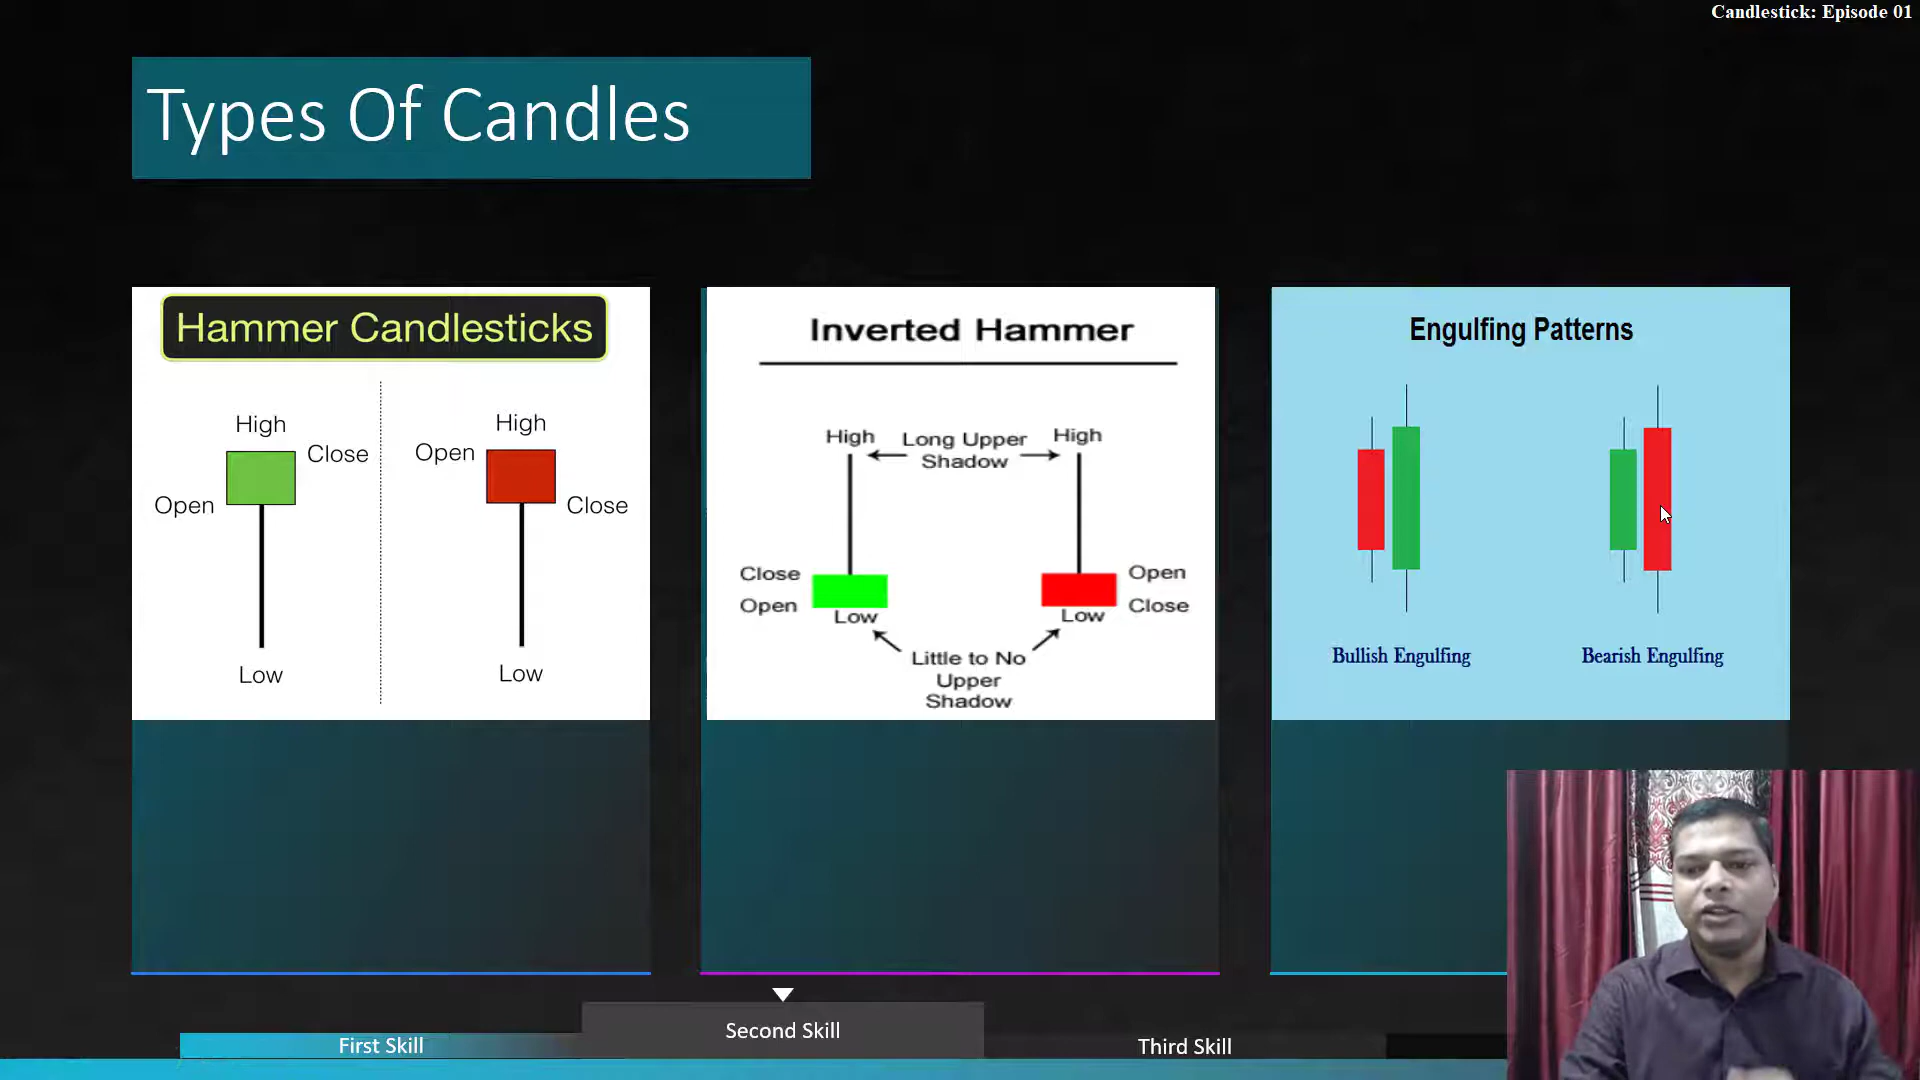 Candlestick: Episode 01
Types Of Candles
Hammer Candlesticks
High
Close
Open
Low
High
Open
Close
Low
Inverted Hammer
High
Long Upper
Shadow
High
Close
Open
Open
Close
Low
Low
Little to No
Upper
Shadow
Engulfing Patterns
Bullish Engulfing
Bearish Engulfing
First Skill
Second Skill
Third Skill